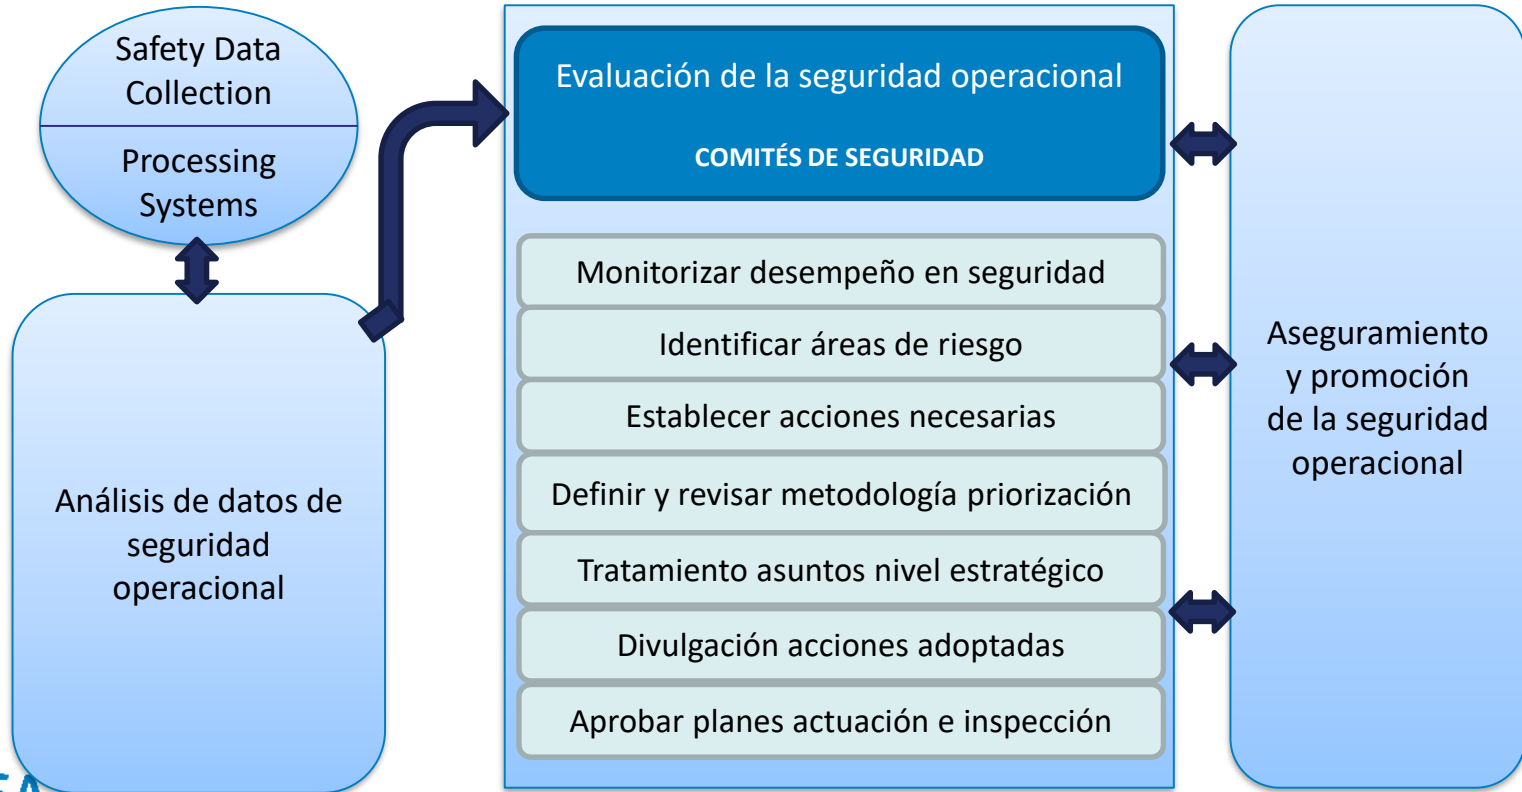 Safety Data
Collection
Processing
Systems
Análisis de datos de
seguridad
operacional
Evaluación de la seguridad operacional
COMITÉS DE SEGURIDAD
Monitorizar desempeño en seguridad
Identificar áreas de riesgo
Establecer acciones necesarias
Definir y revisar metodología priorización
Tratamiento asuntos nivel estratégico
Divulgación acciones adoptadas
Aprobar planes actuación e inspección
Aseguramiento
y promoción
de la seguridad
operacional